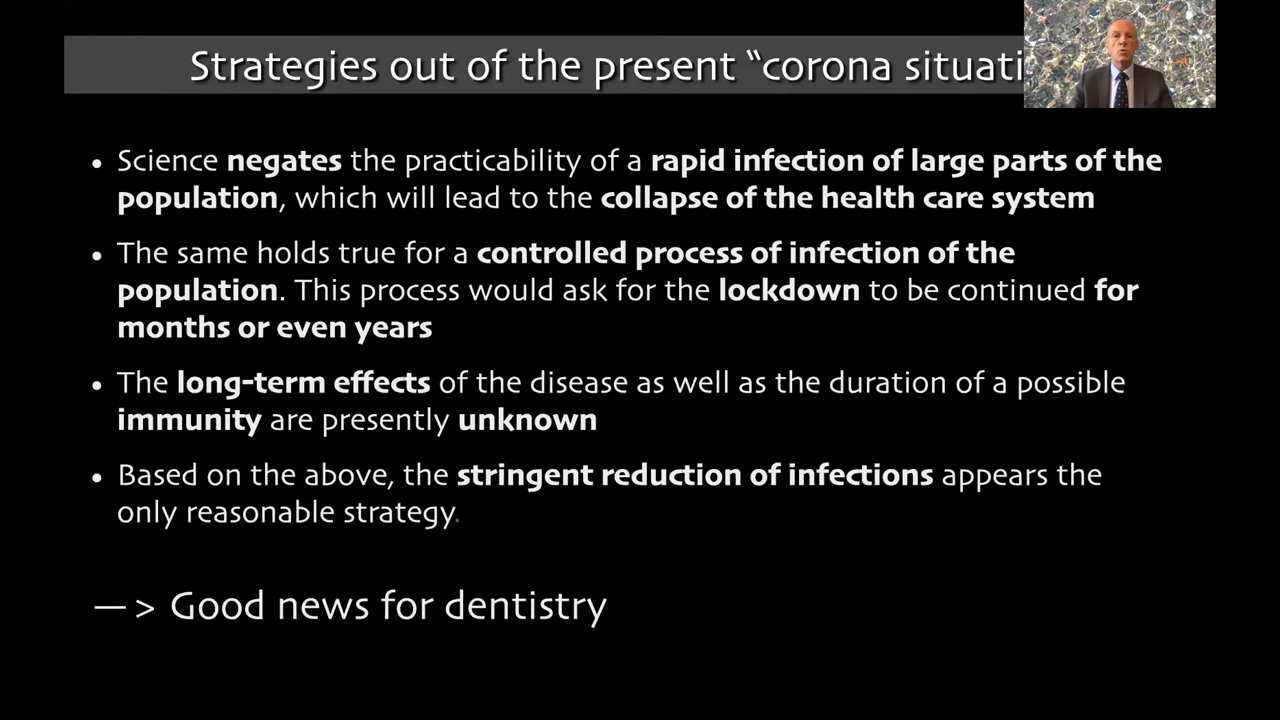 Strategies out of the present “corona situati
• Science negates the practicability of a rapid infection of large parts of the
population, which will lead to the collapse of the health care system
• The same holds true for a controlled process of infection of the
population. This process would ask for the lockdown to be continued for
months or even years
• The long-term effects of the disease as well as the duration of a possible
immunity are presently unknown
• Based on the above, the stringent reduction of infections appears the
only reasonable strategy.
—> Good news for dentistry